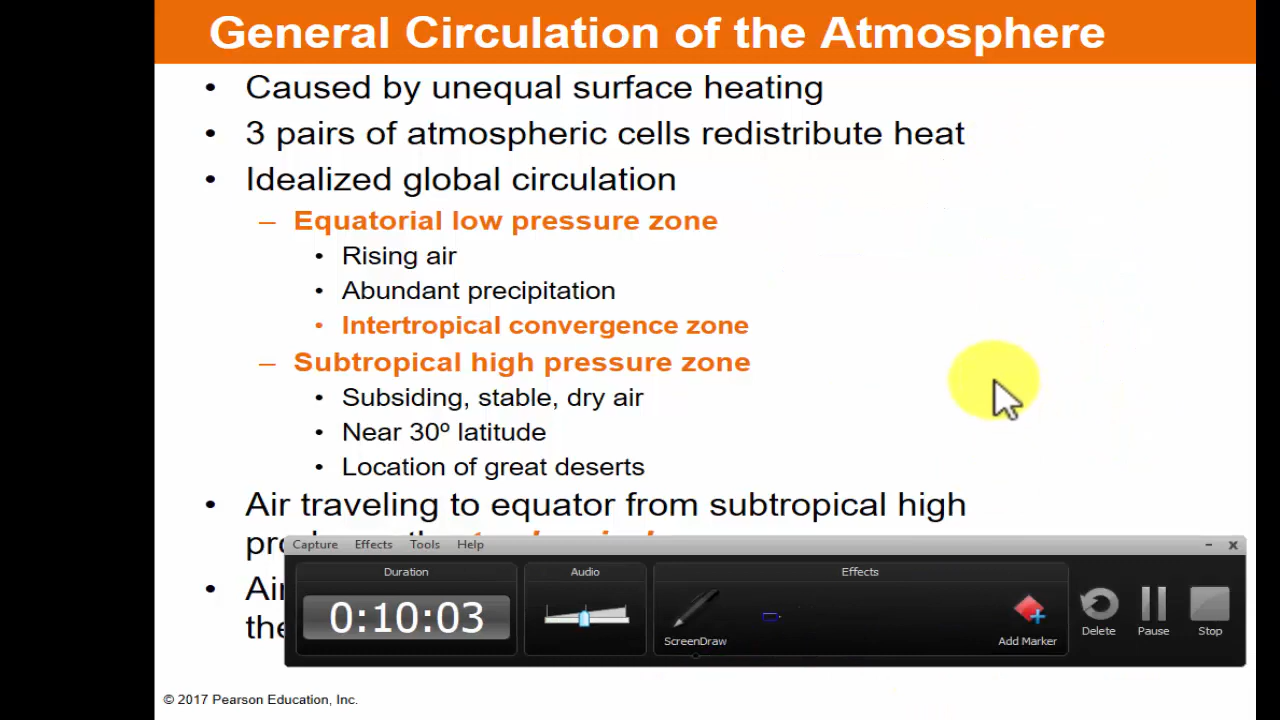 General Circulation of the Atmosphere
• Caused by unequal surface heating
• 3 pairs of atmospheric cells redistribute heat
• Idealized global circulation
– Equatorial low pressure zone
• Rising air
• Abundant precipitation
• Intertropical convergence zone
– Subtropical high pressure zone
• Subsiding, stable, dry air
• Near 30º latitude
• Location of great deserts
• Air traveling to equator from subtropical high
• Air
Capture Effects Tools Help
Duration Audio Effects
0:10:03
ScreenDraw Add Marker Delete Pause Stop
© 2017 Pearson Education, Inc.